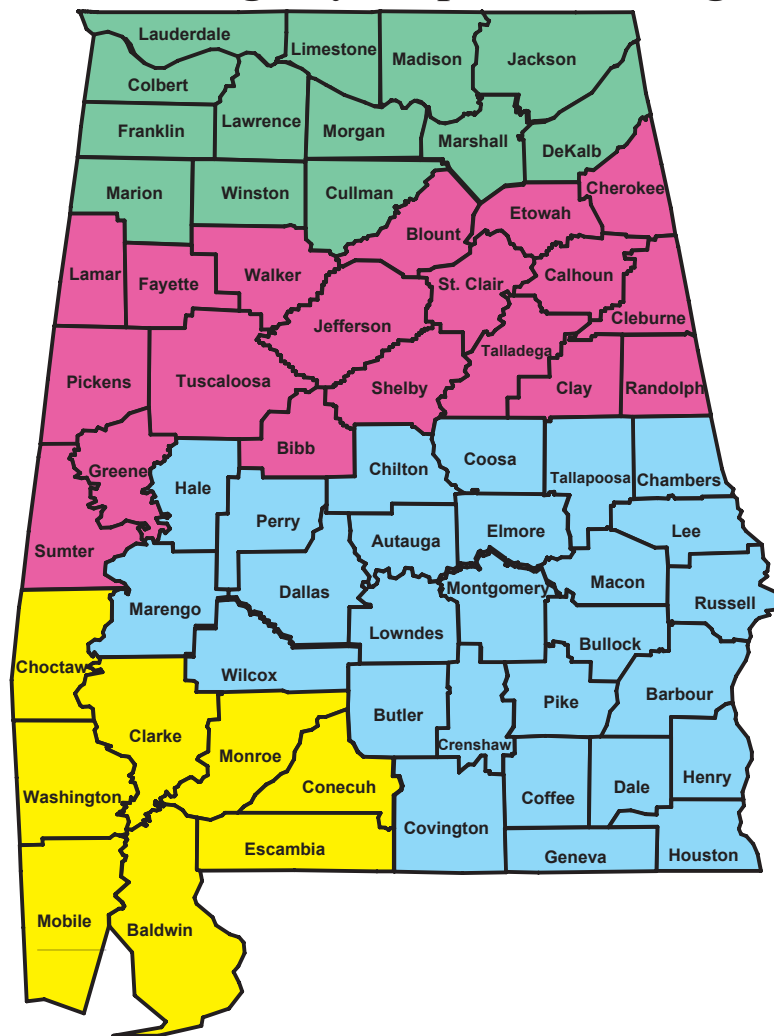 Lauderdale
Limestone
Madison
Jackson
Colbert
Lawrence
Franklin
Morgan
Marshall
DeKalb
Marion
Winston
Cullman
Cherokee
Etowah
Blount
Lamar
Fayette
Walker
St. Clair
Calhoun
Jefferson
Cleburne
Talladega
Pickens
Tuscaloosa
Shelby
Clay
Randolph
Bibb
Greene
Hale
Chilton
Coosa
Tallapoosa
Chambers
Sumter
Perry
Autauga
Elmore
Lee
Marengo
Dallas
Montgomery
Macon
Russell
Lowndes
Bullock
Choctaw
Wilcox
Butler
Pike
Barbour
Clarke
Monroe
Crenshaw
Conecuh
Washington
Coffee
Dale
Henry
Covington
Escambia
Geneva
Houston
Mobile
Baldwin